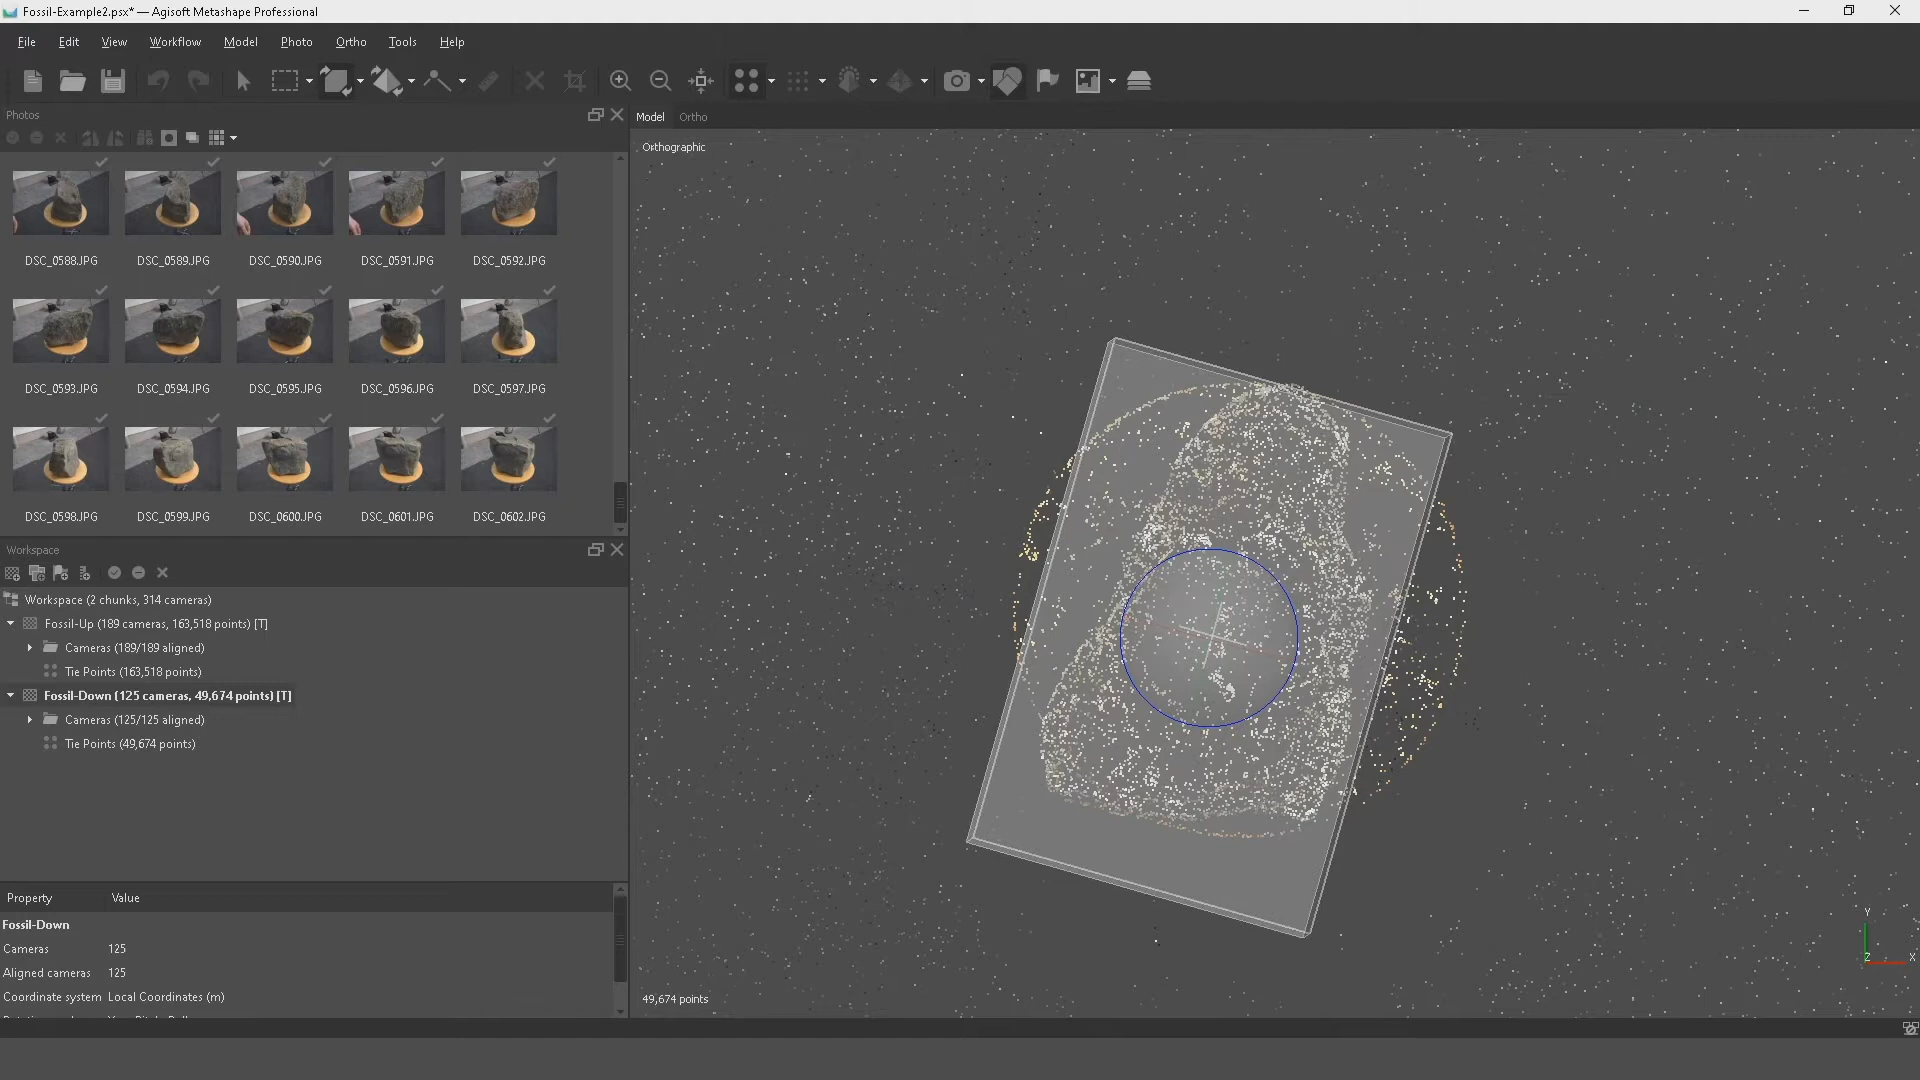 Fossil-Example2.psx* — Agisoft Metashape Professional
File Edit View Workflow Model Photo Ortho Tools Help
Photos
DSC_0588.JPG DSC_0589.JPG DSC_0590.JPG DSC_0591.JPG DSC_0592.JPG
DSC_0593.JPG DSC_0594.JPG DSC_0595.JPG DSC_0596.JPG DSC_0597.JPG
DSC_0598.JPG DSC_0599.JPG DSC_0600.JPG DSC_0601.JPG DSC_0602.JPG
Workspace
Workspace (2 chunks, 314 cameras)
Fossil-Up (189 cameras, 163,518 points) [T]
Cameras (189/189 aligned)
Tie Points (163,518 points)
Fossil-Down (125 cameras, 49,674 points) [T]
Cameras (125/125 aligned)
Tie Points (49,674 points)
Property Value
Fossil-Down
Cameras 125
Aligned cameras 125
Coordinate system Local Coordinates (m)
Model Ortho
Orthographic
49,674 points
Y
Z X